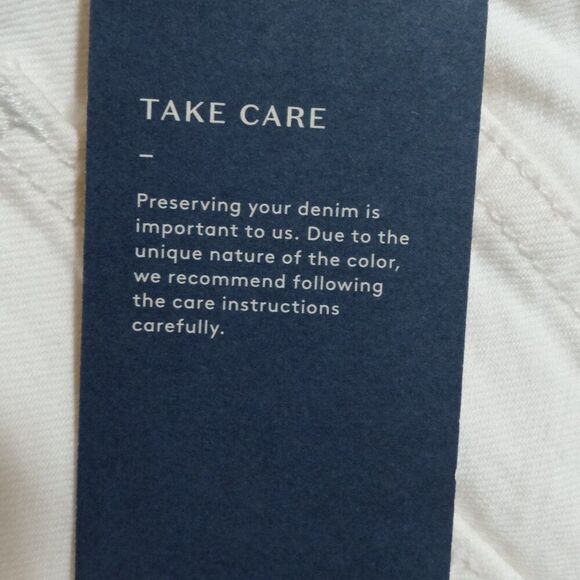 TAKE CARE
–
Preserving your denim is
important to us. Due to the
unique nature of the color,
we recommend following
the care instructions
carefully.